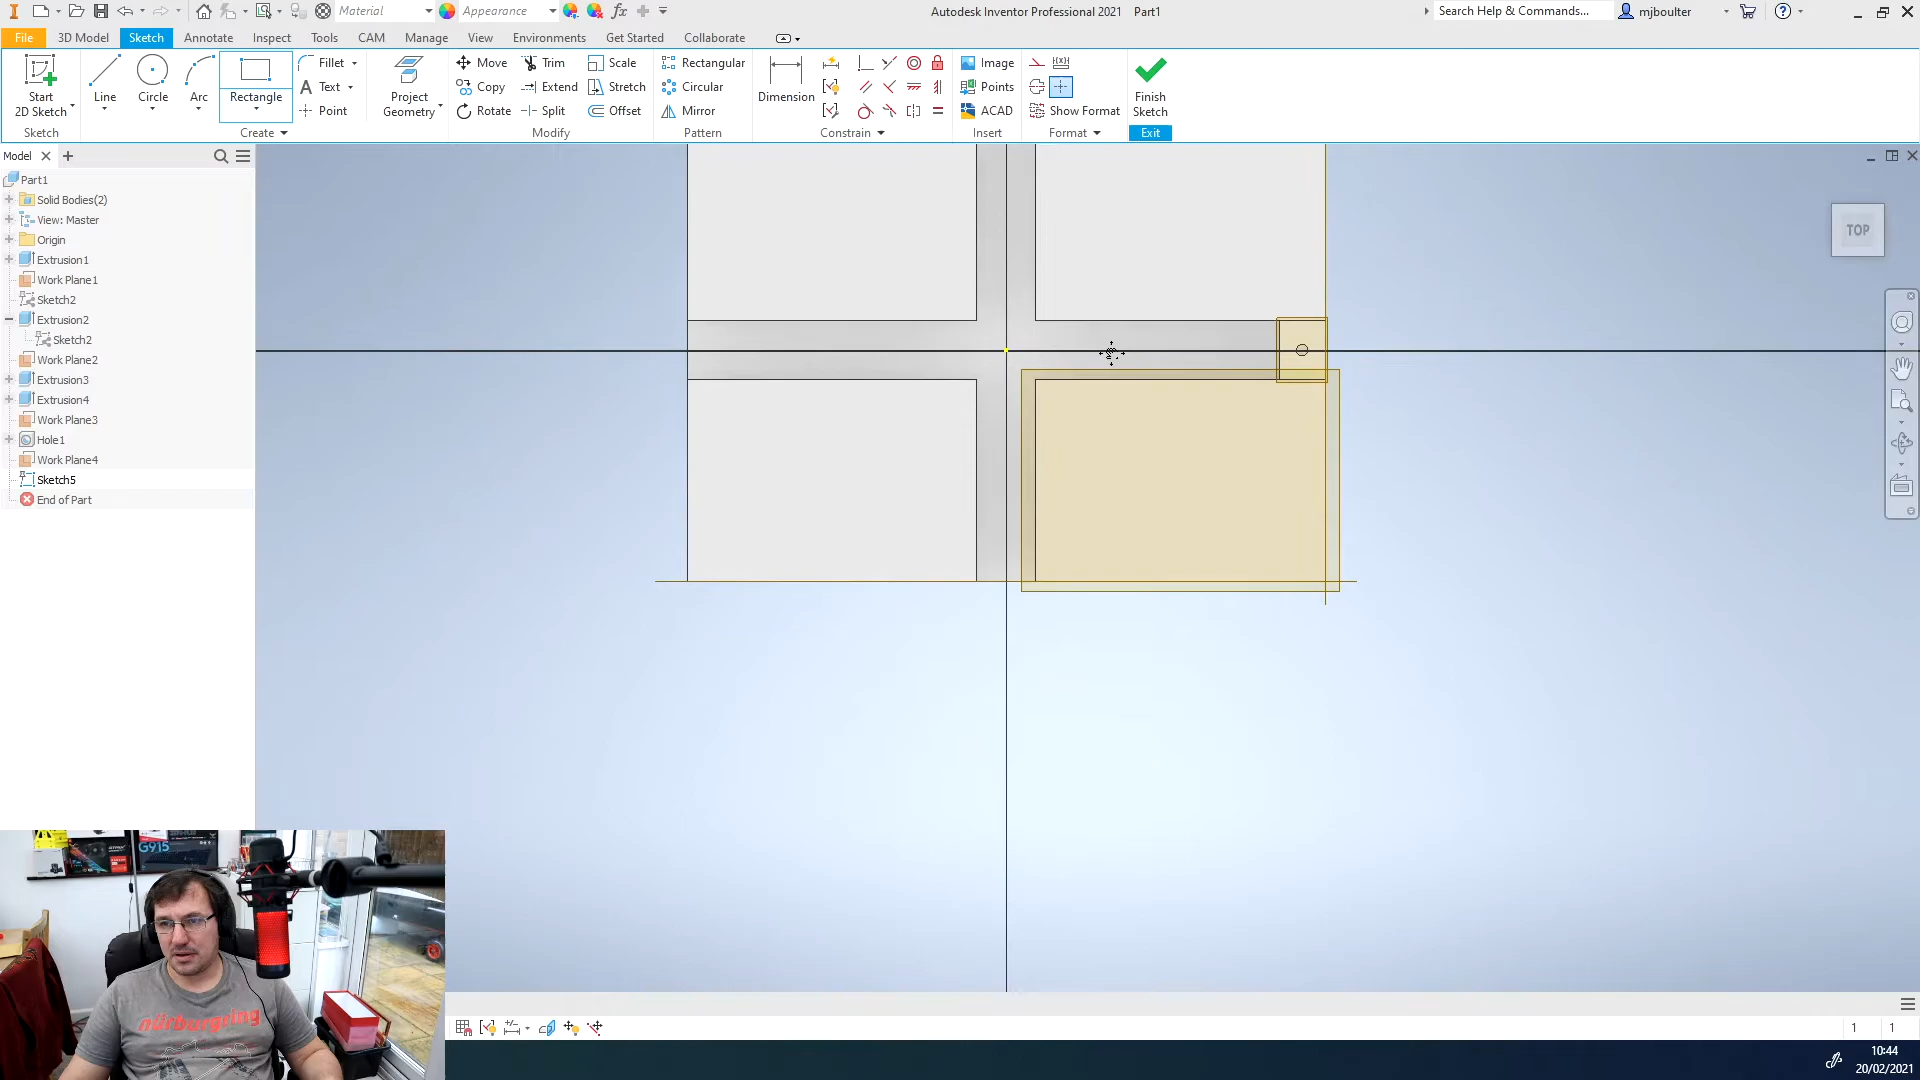 Material
Appearance
fx
Autodesk Inventor Professional 2021 Part1
Search Help & Commands...
mjboulter
File
3D Model
Sketch
Annotate
Inspect
Tools
CAM
Manage
View
Environments
Get Started
Collaborate
Start
2D Sketch
Line
Circle
Arc
Rectangle
Fillet
Text
Point
Project
Geometry
Move
Copy
Rotate
Trim
Extend
Split
Scale
Stretch
Offset
Rectangular
Circular
Mirror
Dimension
Image
Points
ACAD
Show Format
Finish
Sketch
Sketch
Create
Modify
Pattern
Constrain
Insert
Format
Exit
Model
Part1
Solid Bodies(2)
View: Master
Origin
Extrusion1
Work Plane1
Sketch2
Extrusion2
Sketch2
Work Plane2
Extrusion3
Extrusion4
Work Plane3
Hole1
Work Plane4
Sketch5
End of Part
TOP
G915
nürburgring
1 1
10:44
20/02/2021